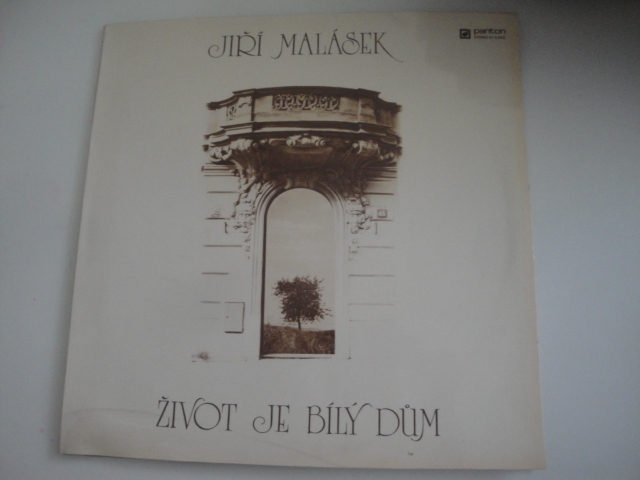 JIŘÍ MALÁSEK
panton
ŽIVOT JE BÍLÝ DŮM